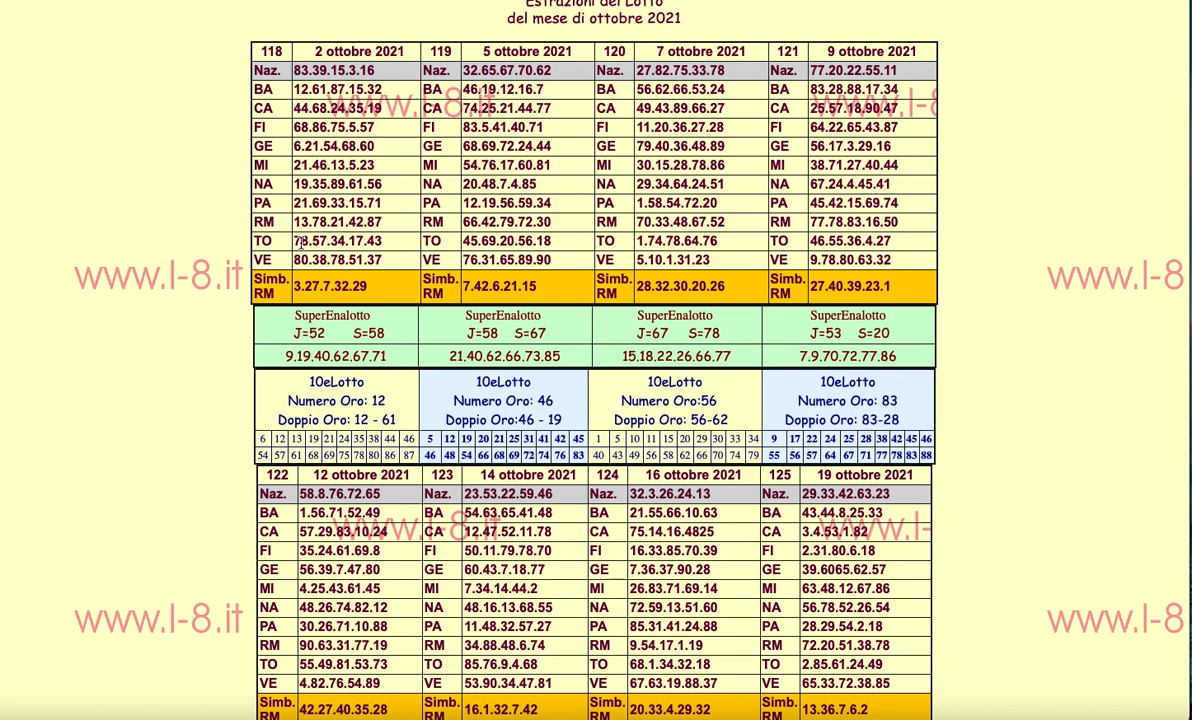 Estrazioni del Lotto
del mese di ottobre 2021
118 2 ottobre 2021 119 5 ottobre 2021 120 7 ottobre 2021 121 9 ottobre 2021
Naz. 83.39.15.3.16 Naz. 32.65.67.70.62 Naz. 27.82.75.33.78 Naz. 77.20.22.55.11
BA 12.61.87.15.32 BA 46.19.12.16.7 BA 56.62.66.53.24 BA 83.28.88.17.34
CA 44.68.24.35.19 CA 74.25.21.44.77 CA 49.43.89.66.27 CA 25.57.18.90.47
FI 68.86.75.5.57 FI 83.5.41.40.71 FI 11.20.36.27.28 FI 64.22.65.43.87
GE 6.21.54.68.60 GE 68.69.72.24.44 GE 79.40.36.48.89 GE 56.17.3.29.16
MI 21.46.13.5.23 MI 54.76.17.60.81 MI 30.15.28.78.86 MI 38.71.27.40.44
NA 19.35.89.61.56 NA 20.48.7.4.85 NA 29.34.64.24.51 NA 67.24.4.45.41
PA 21.69.33.15.71 PA 12.19.56.59.34 PA 1.58.54.72.20 PA 45.42.15.69.74
RM 13.78.21.42.87 RM 66.42.79.72.30 RM 70.33.48.67.52 RM 77.78.83.16.50
TO .57.34.17.43 TO 45.69.20.56.18 TO 1.74.78.64.76 TO 46.55.36.4.27
VE 80.38.78.51.37 VE 76.31.65.89.90 VE 5.10.1.31.23 VE 9.78.80.63.32
Simb. RM 3.27.7.32.29 Simb. RM 7.42.6.21.15 Simb. RM 28.32.30.20.26 Simb. RM 27.40.39.23.1
SuperEnalotto SuperEnalotto SuperEnalotto SuperEnalotto
J=52 S=58 J=58 S=67 J=67 S=78 J=53 S=20
9.19.40.62.67.71 21.40.62.66.73.85 15.18.22.26.66.77 7.9.70.72.77.86
10eLotto 10eLotto 10eLotto 10eLotto
Numero Oro: 12 Numero Oro: 46 Numero Oro:56 Numero Oro: 83
Doppio Oro: 12 - 61 Doppio Oro:46 - 19 Doppio Oro: 56-62 Doppio Oro: 83-28
6 12 13 19 21 24 35 38 44 46 5 12 19 20 21 25 31 41 42 45 1 5 10 11 15 20 29 30 33 34 9 17 22 24 25 28 38 42 45 46
54 57 61 68 69 75 78 80 86 87 46 48 54 66 68 69 72 74 76 83 40 43 49 56 58 62 66 70 74 79 55 56 57 64 67 71 77 78 83 88
122 12 ottobre 2021 123 14 ottobre 2021 124 16 ottobre 2021 125 19 ottobre 2021
Naz. 58.8.76.72.65 Naz. 23.53.22.59.46 Naz. 32.3.26.24.13 Naz. 29.33.42.63.23
BA 1.56.71.52.49 BA 54.63.65.41.48 BA 21.55.66.10.63 BA 43.44.8.25.33
CA 57.29.83.10.24 CA 12.47.52.11.78 CA 75.14.16.4825 CA 3.4.53.1.82
FI 35.24.61.69.8 FI 50.11.79.78.70 FI 16.33.85.70.39 FI 2.31.80.6.18
GE 56.39.7.47.80 GE 60.43.7.18.77 GE 7.36.37.90.28 GE 39.6065.62.57
MI 4.25.43.61.45 MI 7.34.14.44.2 MI 26.83.71.69.14 MI 63.48.12.67.86
NA 48.26.74.82.12 NA 48.16.13.68.55 NA 72.59.13.51.60 NA 56.78.52.26.54
PA 30.26.71.10.88 PA 11.48.32.57.27 PA 85.31.41.24.88 PA 28.29.54.2.18
RM 90.63.31.77.19 RM 34.88.48.6.74 RM 9.54.17.1.19 RM 72.20.51.38.78
TO 55.49.81.53.73 TO 85.76.9.4.68 TO 68.1.34.32.18 TO 2.85.61.24.49
VE 4.82.76.54.89 VE 53.90.34.47.81 VE 67.63.19.88.37 VE 65.33.72.38.85
Simb. RM 42.27.40.35.28 Simb. RM 16.1.32.7.42 Simb. RM 20.33.4.29.32 Simb. RM 13.36.7.6.2
www.l-8.it www.l-8
www.l-8.it www.l-8
www.l-8.it www.l-8
www.l-8.it www.l-